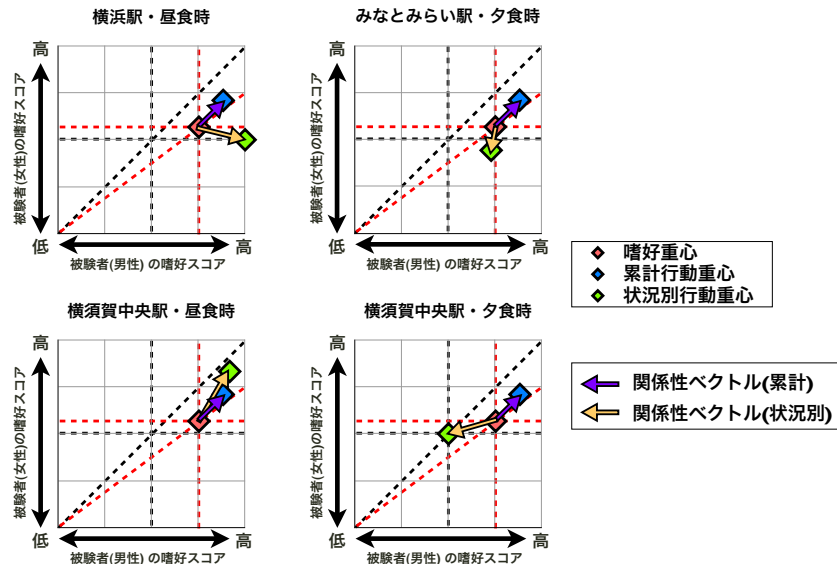 横浜駅・昼食時
高
被験者(女性)の嗜好スコア
低
高
被験者(男性) の嗜好スコア
みなとみらい駅・夕食時
高
被験者(女性)の嗜好スコア
低
高
被験者(男性) の嗜好スコア
嗜好重心
累計行動重心
状況別行動重心
横須賀中央駅・昼食時
高
被験者(女性)の嗜好スコア
低
高
被験者(男性) の嗜好スコア
横須賀中央駅・夕食時
高
被験者(女性)の嗜好スコア
低
高
被験者(男性) の嗜好スコア
関係性ベクトル(累計)
関係性ベクトル(状況別)